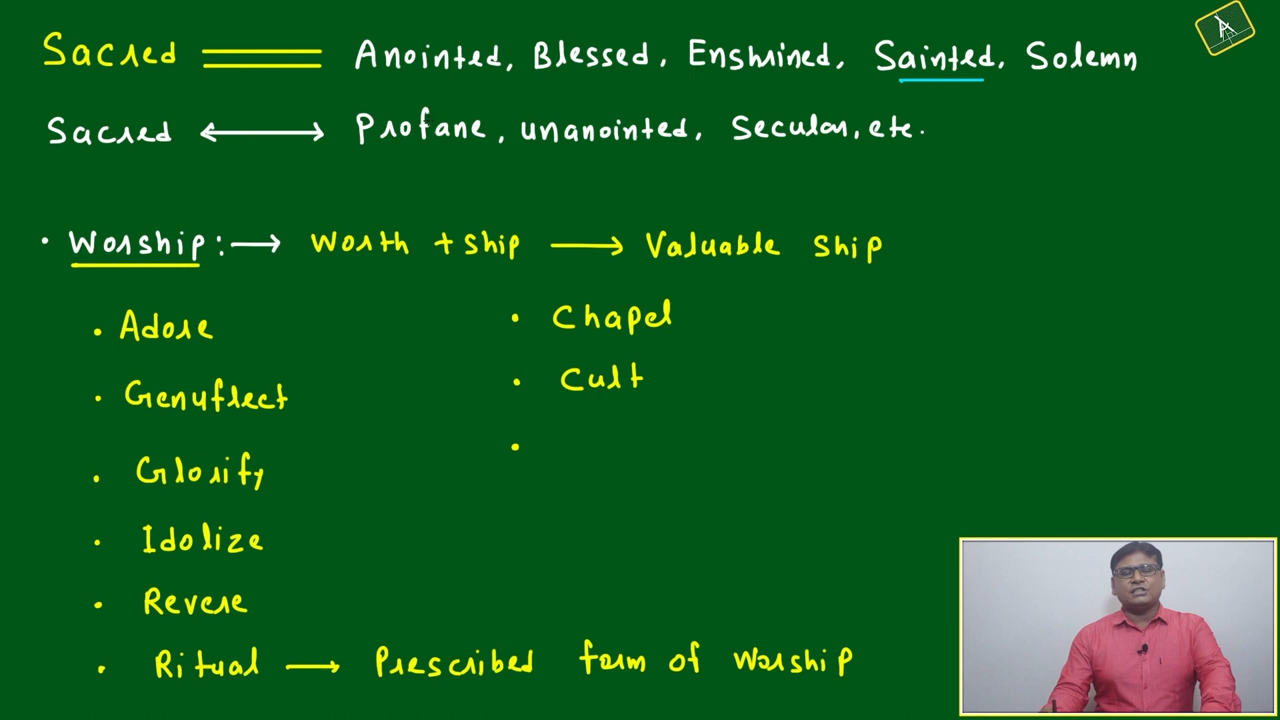 Sacred = Anointed, Blessed, Enshrined, Sainted, Solemn
Sacred ↔ Profane, unanointed, Secular, etc.
• Worship: → Worth + Ship → Valuable Ship
• Adore
• Genuflect
• Glorify
• Idolize
• Revere
• Ritual → Prescribed form of Worship
• Chapel
• Cult
•
A